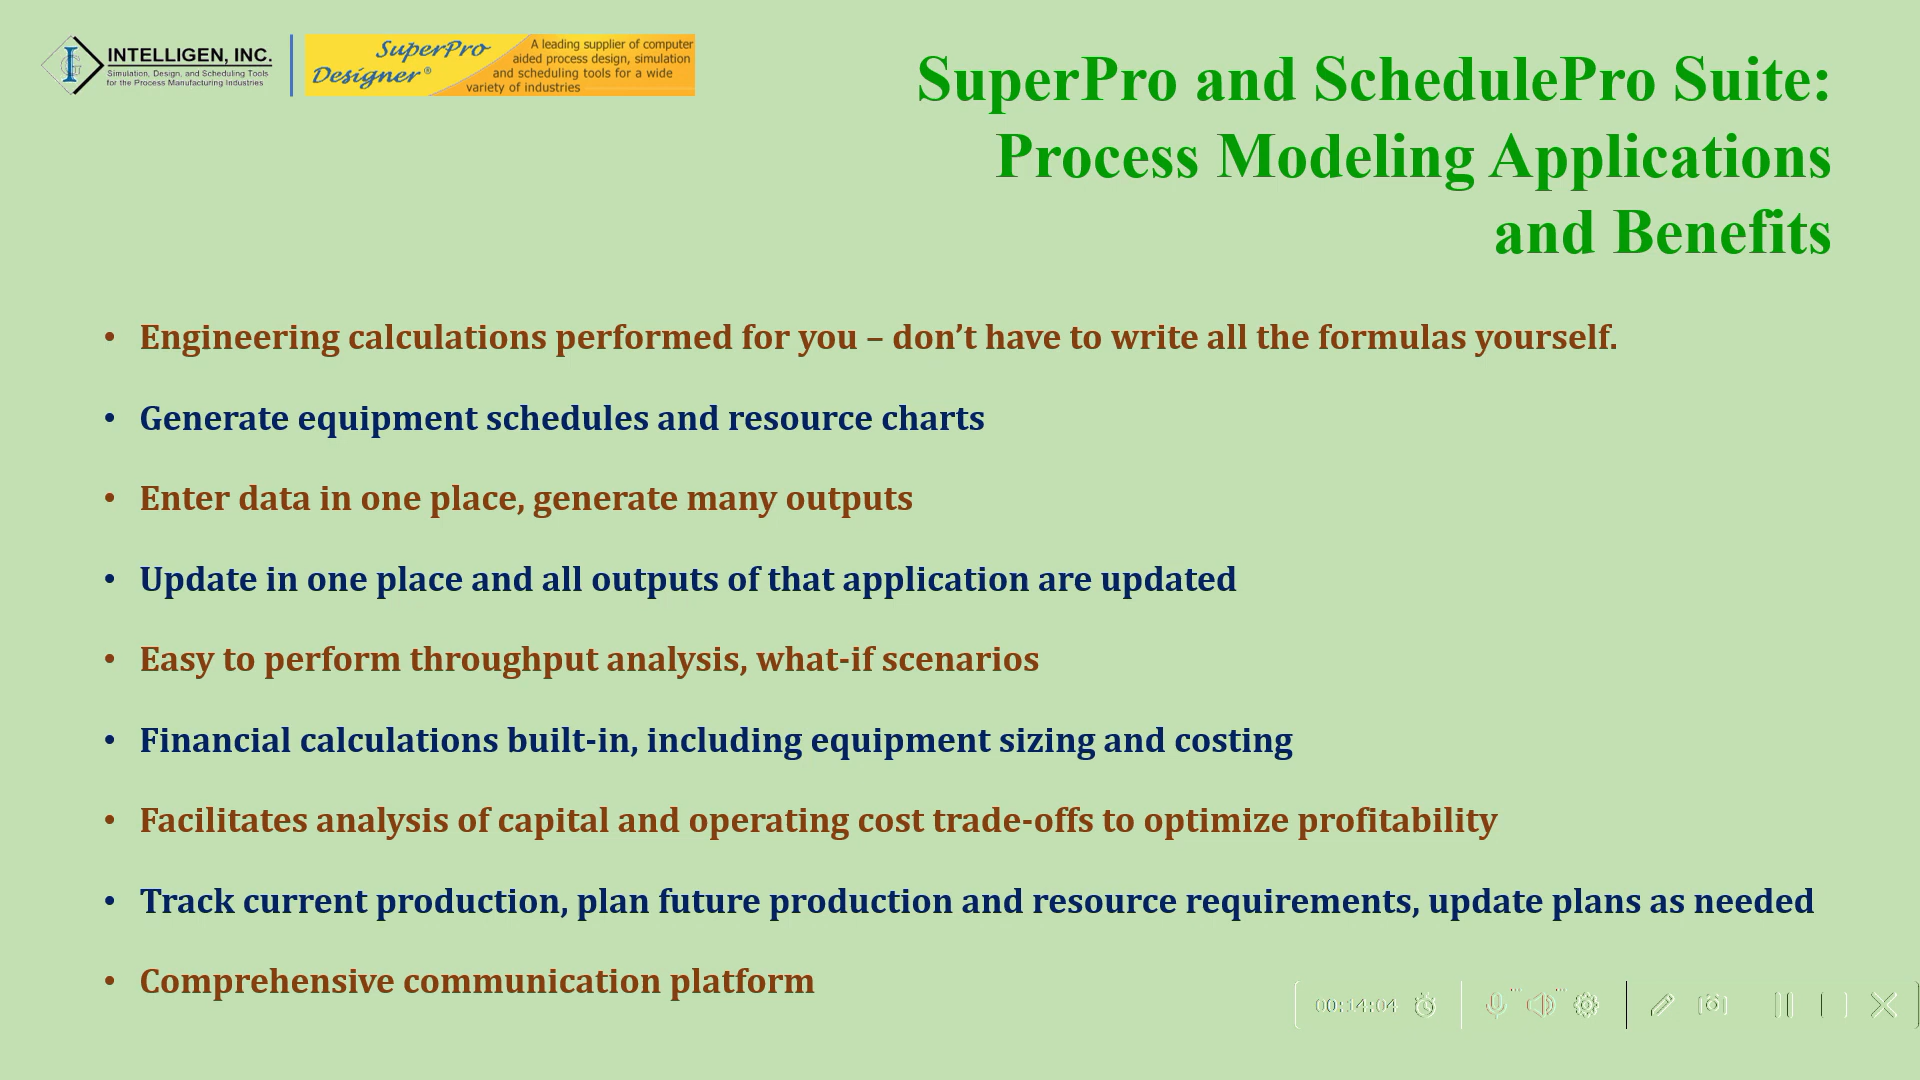 INTELLIGEN, INC.
Simulation, Design, and Scheduling Tools
for the Process Manufacturing Industries
SuperPro
Designer®
A leading supplier of computer
aided process design, simulation
and scheduling tools for a wide
variety of industries
SuperPro and SchedulePro Suite:
Process Modeling Applications
and Benefits
• Engineering calculations performed for you – don’t have to write all the formulas yourself.
• Generate equipment schedules and resource charts
• Enter data in one place, generate many outputs
• Update in one place and all outputs of that application are updated
• Easy to perform throughput analysis, what-if scenarios
• Financial calculations built-in, including equipment sizing and costing
• Facilitates analysis of capital and operating cost trade-offs to optimize profitability
• Track current production, plan future production and resource requirements, update plans as needed
• Comprehensive communication platform
00:14:04